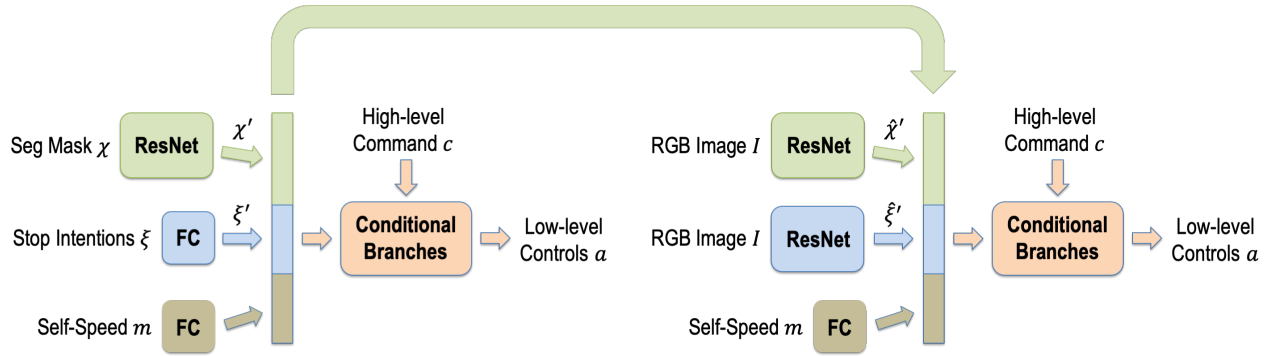 Seg Mask χ
ResNet
χ′
High-level
Command c
Stop Intentions ξ
FC
ξ′
Conditional
Branches
Low-level
Controls a
Self-Speed m
FC
RGB Image I
ResNet
χ̂′
High-level
Command c
RGB Image I
ResNet
ξ̂′
Conditional
Branches
Low-level
Controls a
Self-Speed m
FC